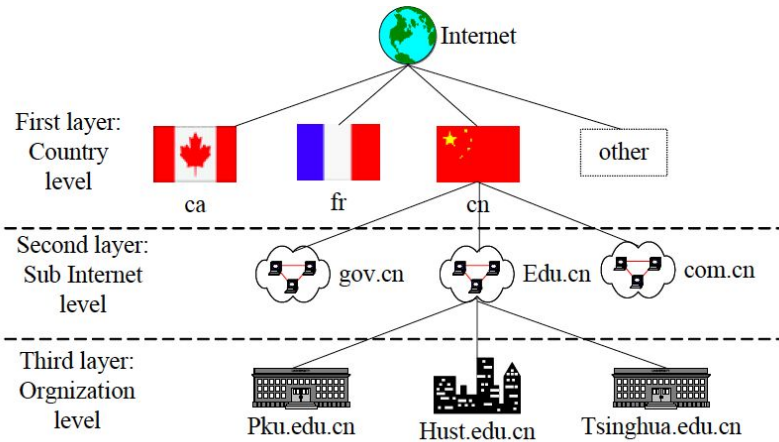 Internet
First layer:
Country
level
ca
fr
cn
other
Second layer:
Sub Internet
level
gov.cn
Edu.cn
com.cn
Third layer:
Orgnization
level
Pku.edu.cn
Hust.edu.cn
Tsinghua.edu.cn